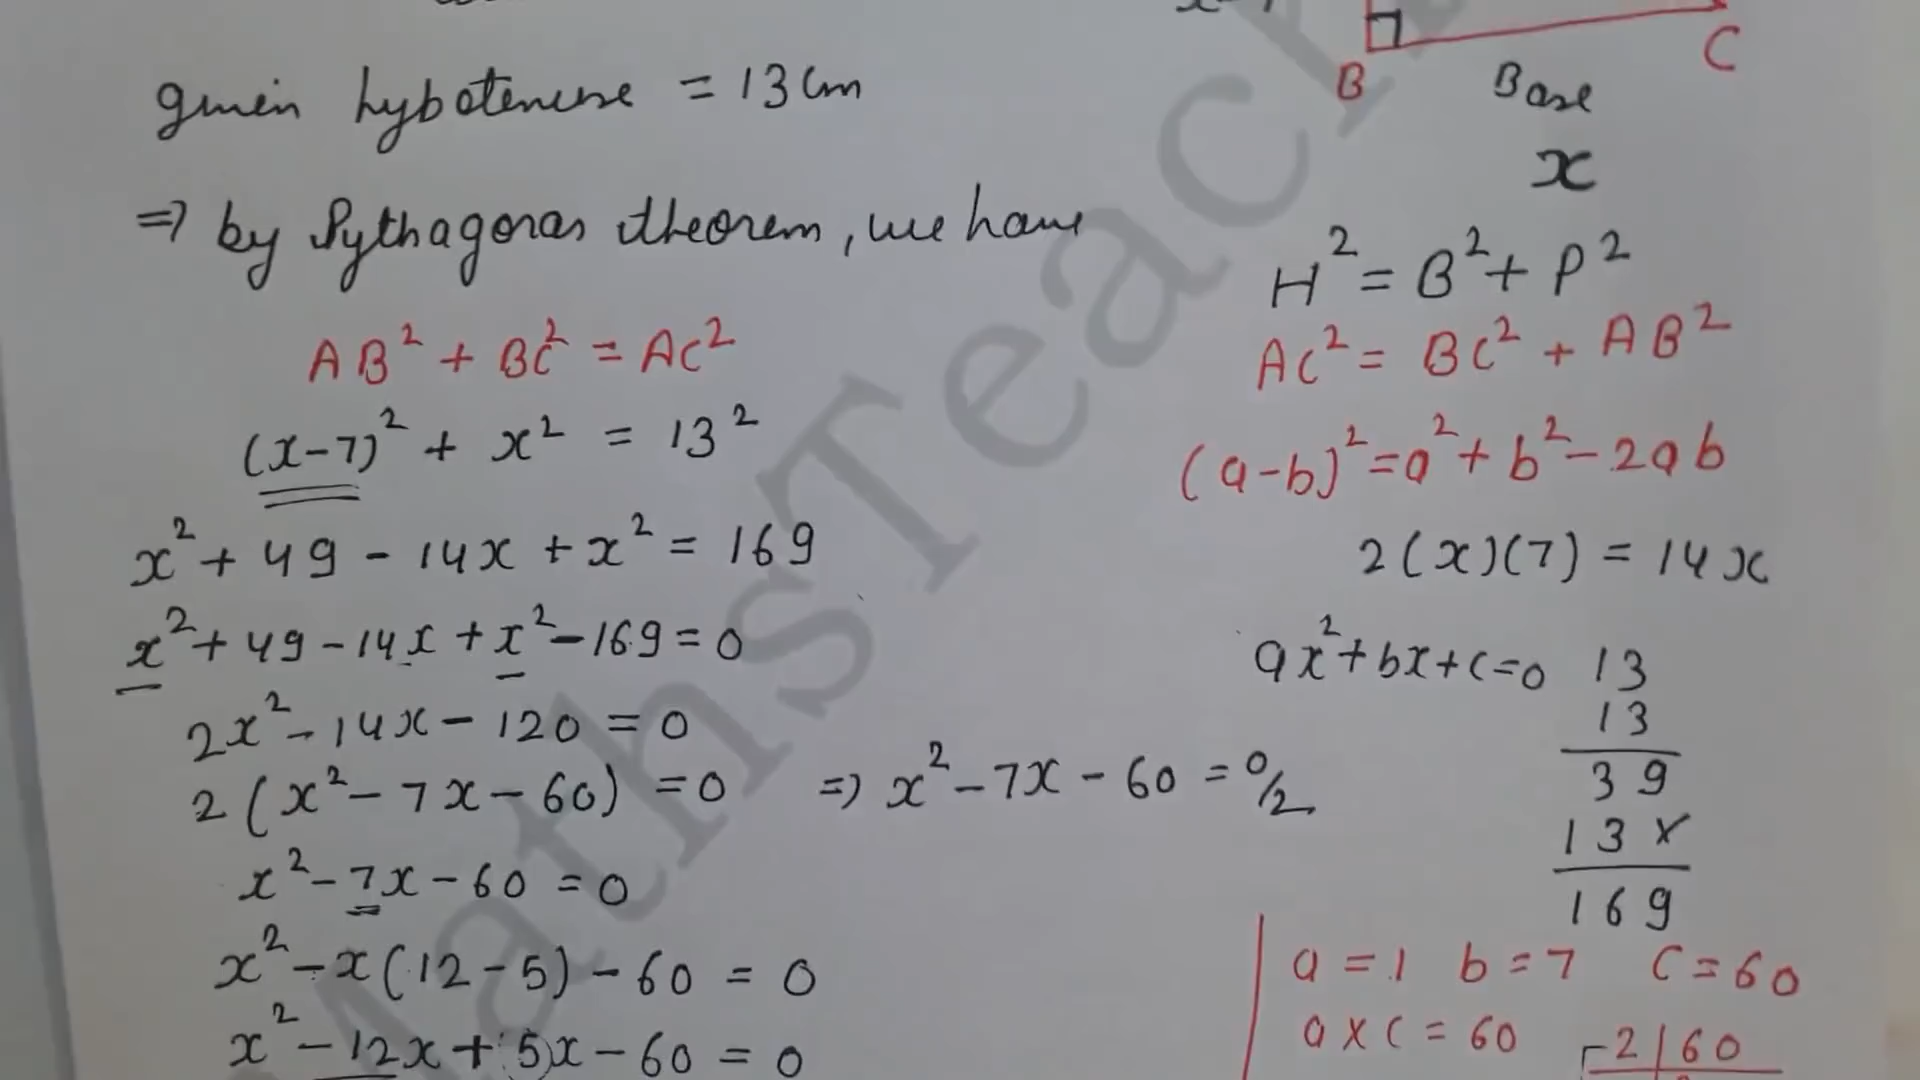 given hybotenuse = 13 cm
⇒ by Pythagoras theorem, we have
AB² + BC² = AC²
(x-7)² + x² = 13²
x² + 49 - 14x + x² = 169
x² + 49 - 14x + x² - 169 = 0
2x² - 14x - 120 = 0
2(x² - 7x - 60) = 0 ⇒ x² - 7x - 60 = 0/2
x² - 7x - 60 = 0
x² - x(12 - 5) - 60 = 0
x² - 12x + 5x - 60 = 0
B C
Base
x
H² = B² + P²
AC² = BC² + AB²
(a-b)² = a² + b² - 2ab
2(x)(7) = 14x
ax² + bx + c = 0
13
13
39
13x
169
a = 1 b = 7 C = 60
a x C = 60
2 | 60
MathsTeach